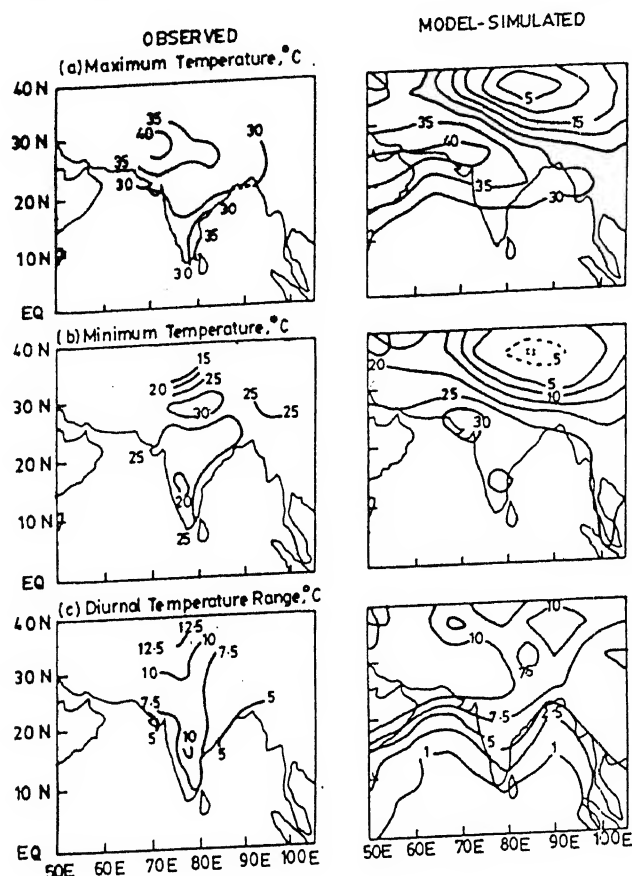 OBSERVED
MODEL-SIMULATED
(a) Maximum Temperature, °C
40 N
30 N
20 N
10 N
EQ
35
40
30
35
30
30
35
30
5
15
35
40
35
30
(b) Minimum Temperature, °C
40 N
30 N
20 N
10 N
EQ
15
20
25
30
25
25
20
25
20
5
5
10
25
30
(c) Diurnal Temperature Range, °C
40 N
30 N
20 N
10 N
EQ
12.5
12.5
10
10
7.5
7.5
5
10
5
5
10
10
7.5
7.5
5
2.5
1
1
50E 60E 70E 80E 90E 100E
50E 60E 70E 80E 90E 100E